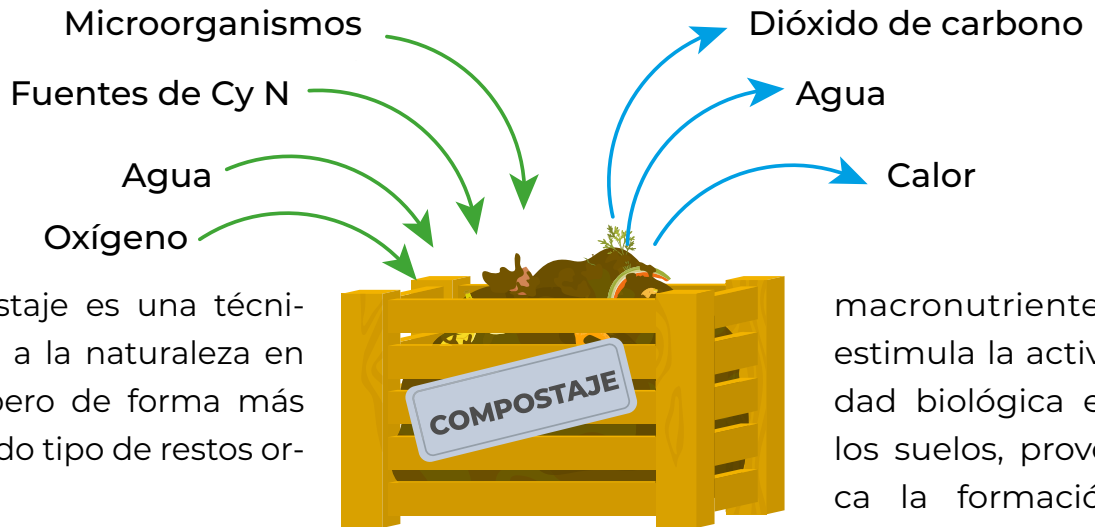 Microorganismos
Fuentes de Cy N
Agua
Oxígeno
Dióxido de carbono
Agua
Calor
COMPOSTAJE
staje es una técni-
a la naturaleza en
pero de forma más
do tipo de restos or-
macronutriente
estimula la activ
dad biológica e
los suelos, prov
ca la formació